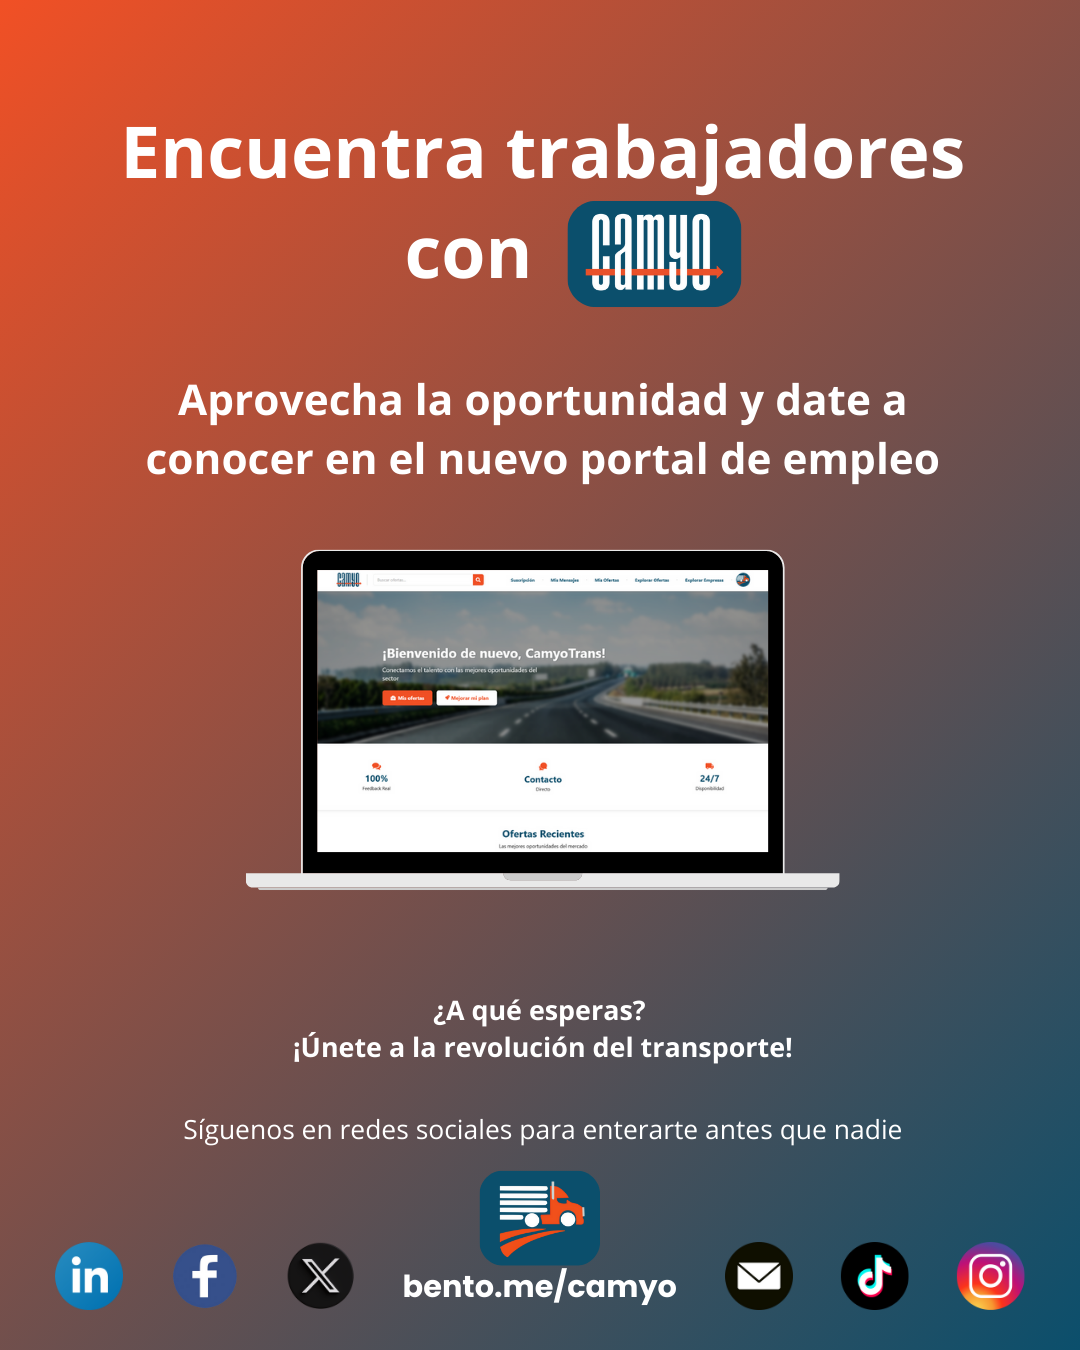 Encuentra trabajadores
con camyo
Aprovecha la oportunidad y date a
conocer en el nuevo portal de empleo
camyo Buscar ofertas... Suscripción Mis Mensajes Mis Ofertas Explorar Ofertas Explorar Empresas
¡Bienvenido de nuevo, CamyoTrans!
Conectamos el talento con las mejores oportunidades del
sector
Mis ofertas Mejorar mi plan
100% Contacto 24/7
Feedback Real Directo Disponibilidad
Ofertas Recientes
Las mejores oportunidades del mercado
¿A qué esperas?
¡Únete a la revolución del transporte!
Síguenos en redes sociales para enterarte antes que nadie
in f X bento.me/camyo